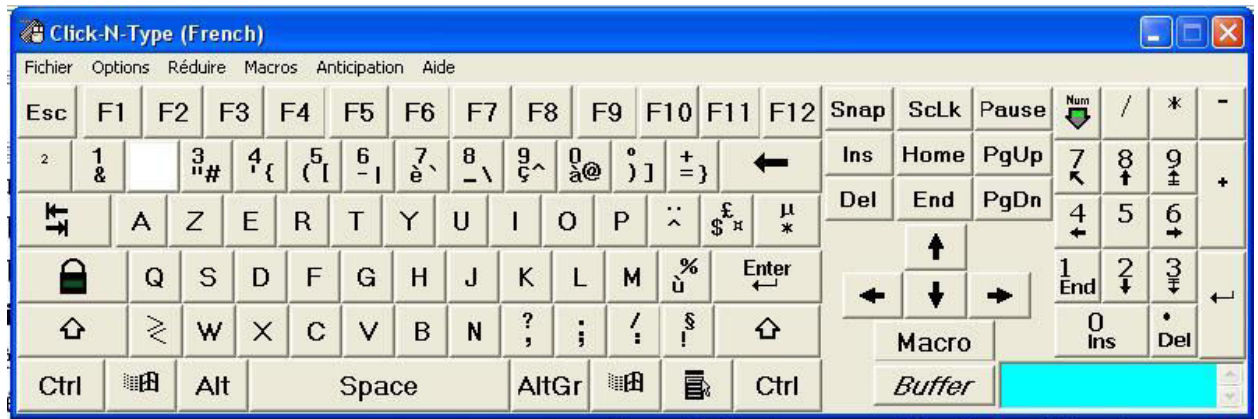 Click-N-Type (French)
Fichier Options Réduire Macros Anticipation Aide
Esc F1 F2 F3 F4 F5 F6 F7 F8 F9 F10 F11 F12 Snap ScLk Pause Num / * -
² 1 & 3 " # 4 ' { 5 ( [ 6 - | 7 è ` 8 _ \ 9 ç ^ 0 à @ ° ) ] + = } Ins Home PgUp 7 8 9 +
A Z E R T Y U I O P ¨ ^ £ $ ¤ µ * Del End PgDn 4 5 6
Q S D F G H J K L M % ù Enter 1 End 2 3
> < W X C V B N ? , . ; / : § ! Macro 0 Ins . Del
Ctrl Alt Space AltGr Ctrl Buffer